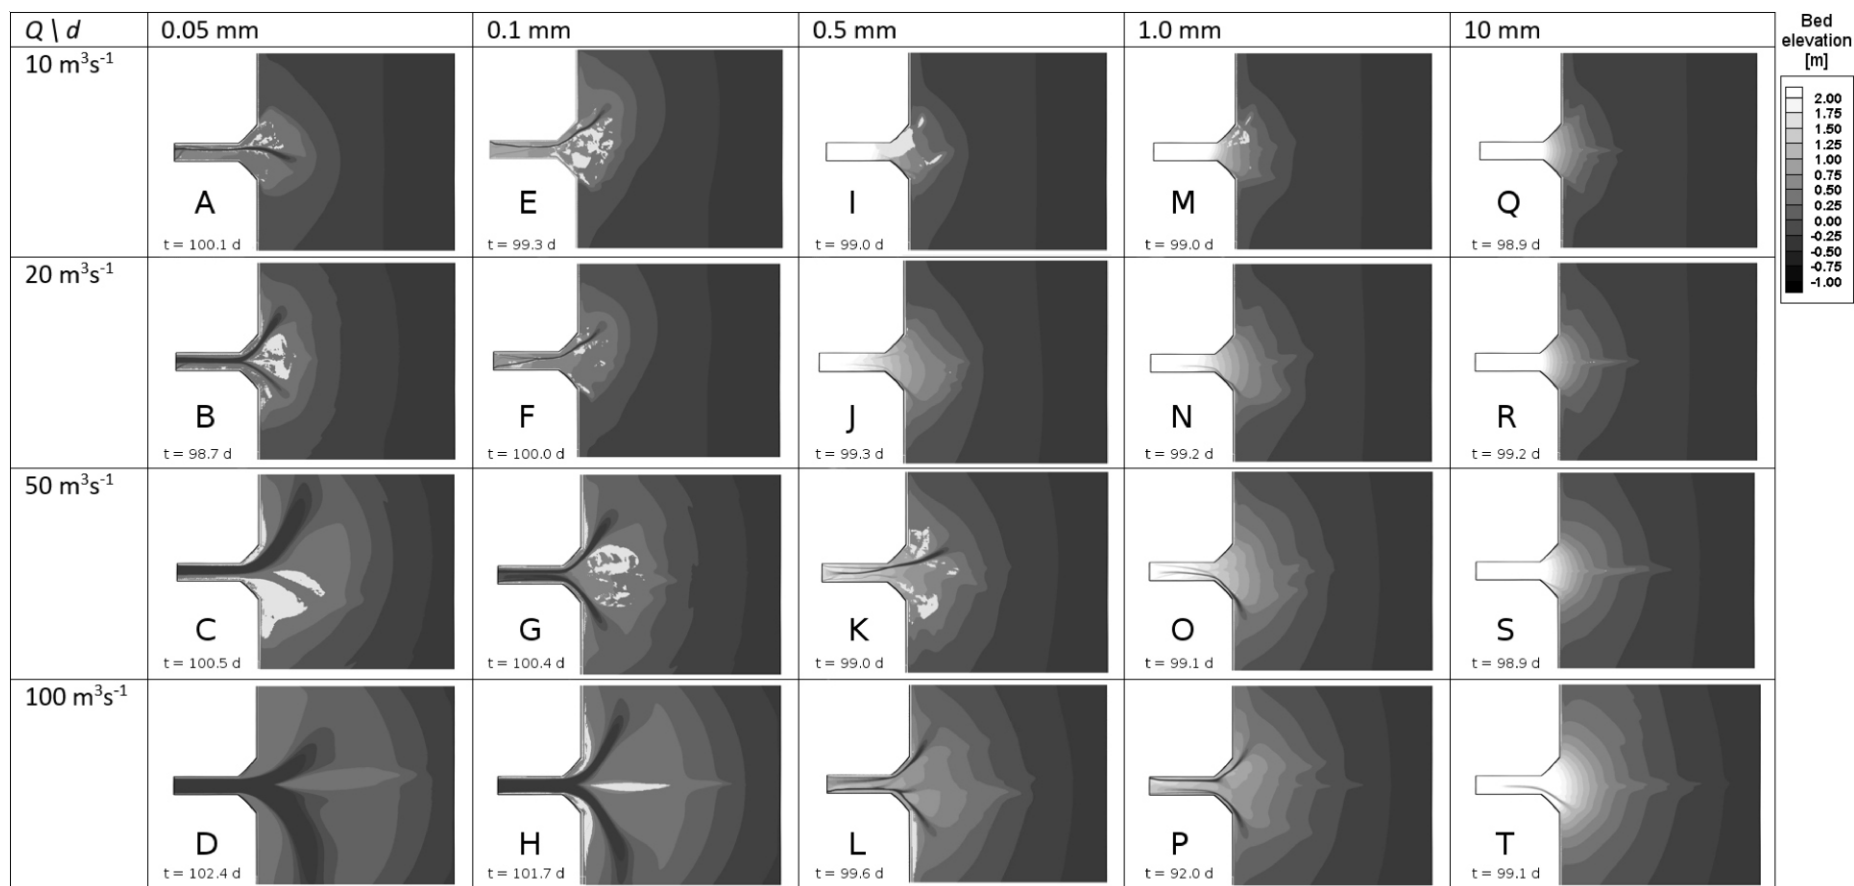 Q \ d 0.05 mm 0.1 mm 0.5 mm 1.0 mm 10 mm
Bed
elevation
[m]
2.00
1.75
1.50
1.25
1.00
0.75
0.50
0.25
0.00
-0.25
-0.50
-0.75
-1.00
10 m³s⁻¹
A E I M Q
t = 100.1 d t = 99.3 d t = 99.0 d t = 99.0 d t = 98.9 d
20 m³s⁻¹
B F J N R
t = 98.7 d t = 100.0 d t = 99.3 d t = 99.2 d t = 99.2 d
50 m³s⁻¹
C G K O S
t = 100.5 d t = 100.4 d t = 99.0 d t = 99.1 d t = 98.9 d
100 m³s⁻¹
D H L P T
t = 102.4 d t = 101.7 d t = 99.6 d t = 92.0 d t = 99.1 d